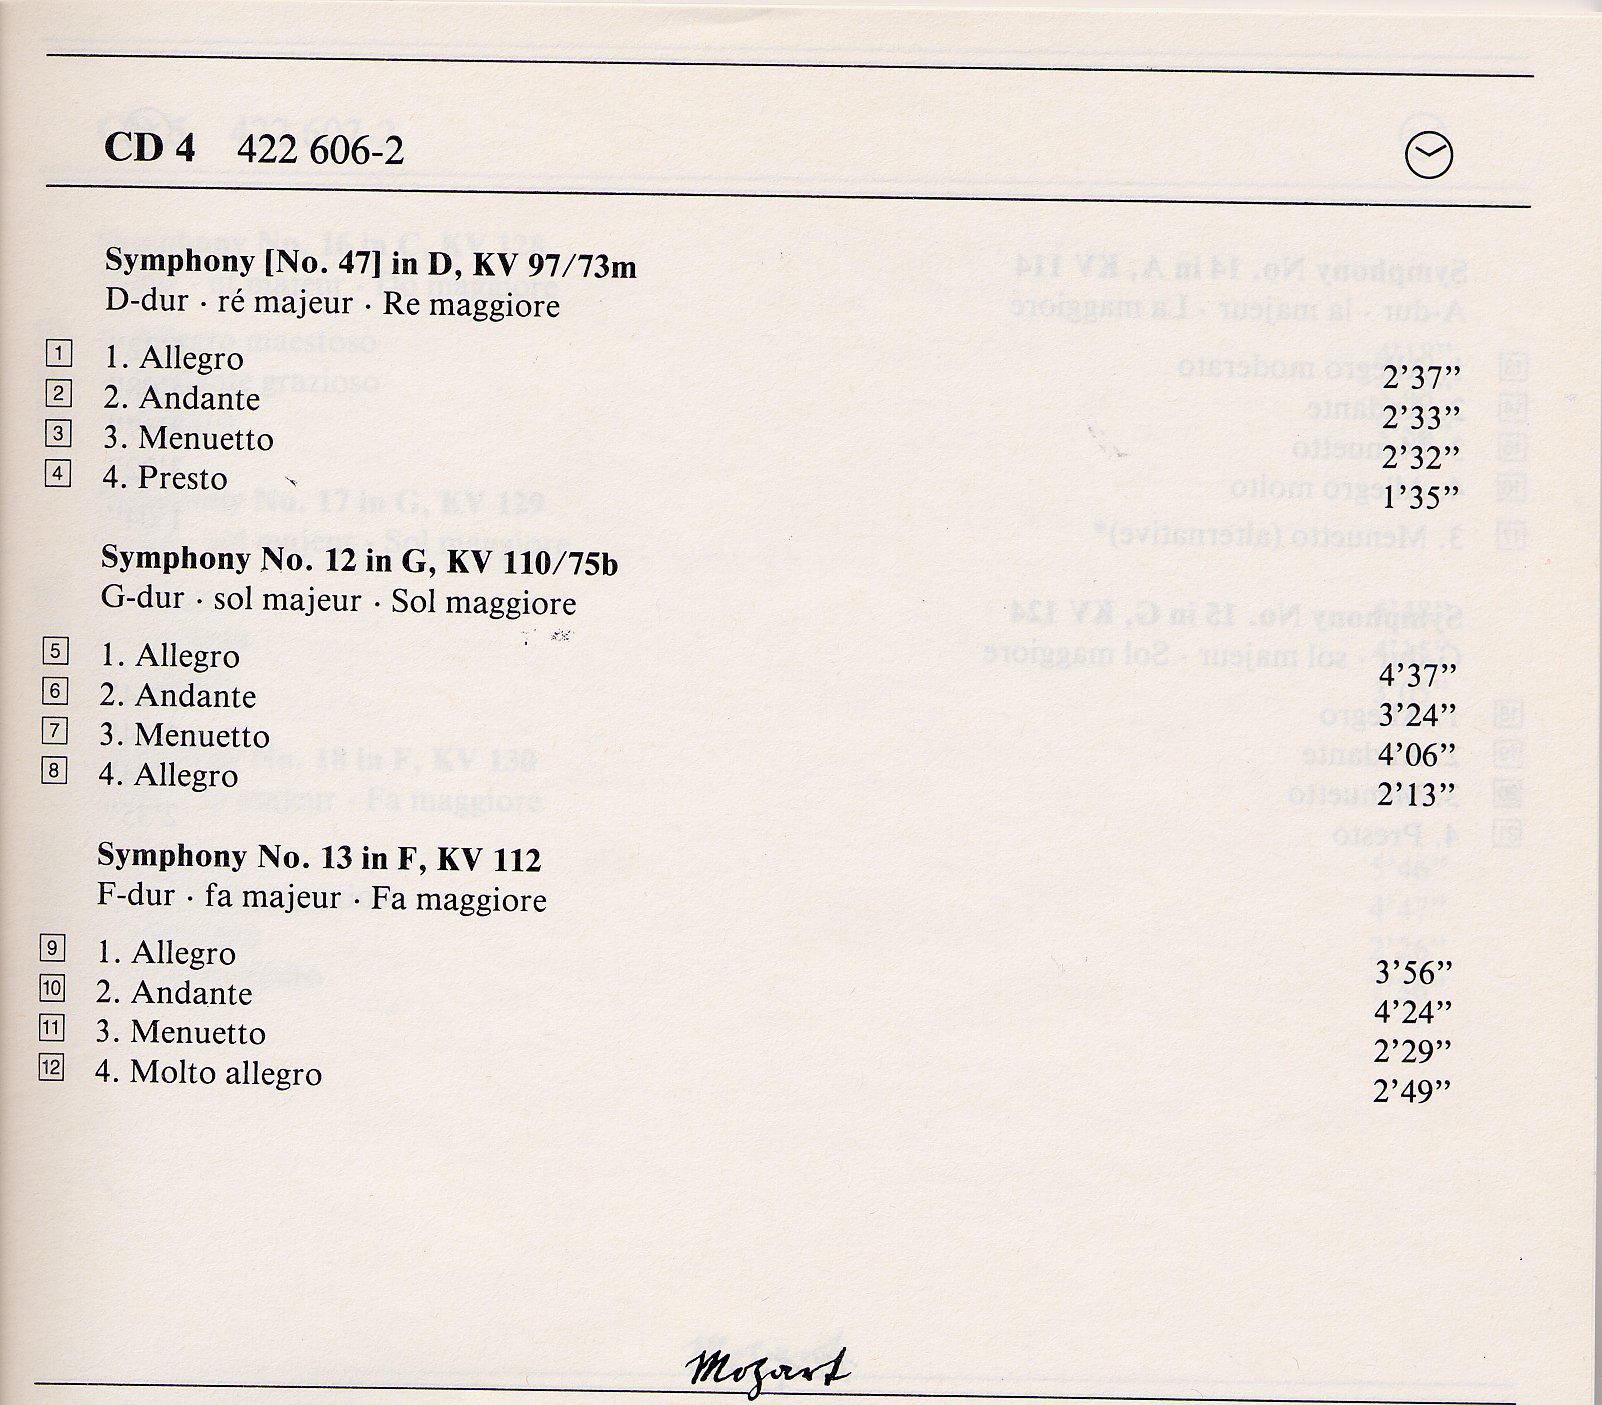 CD 4 422 606-2
Symphony [No. 47] in D, KV 97/73m
D-dur · ré majeur · Re maggiore
1 1. Allegro 2’37”
2 2. Andante 2’33”
3 3. Menuetto 2’32”
4 4. Presto 1’35”
Symphony No. 12 in G, KV 110/75b
G-dur · sol majeur · Sol maggiore
5 1. Allegro 4’37”
6 2. Andante 3’24”
7 3. Menuetto 4’06”
8 4. Allegro 2’13”
Symphony No. 13 in F, KV 112
F-dur · fa majeur · Fa maggiore
9 1. Allegro 3’56”
10 2. Andante 4’24”
11 3. Menuetto 2’29”
12 4. Molto allegro 2’49”
Mozart